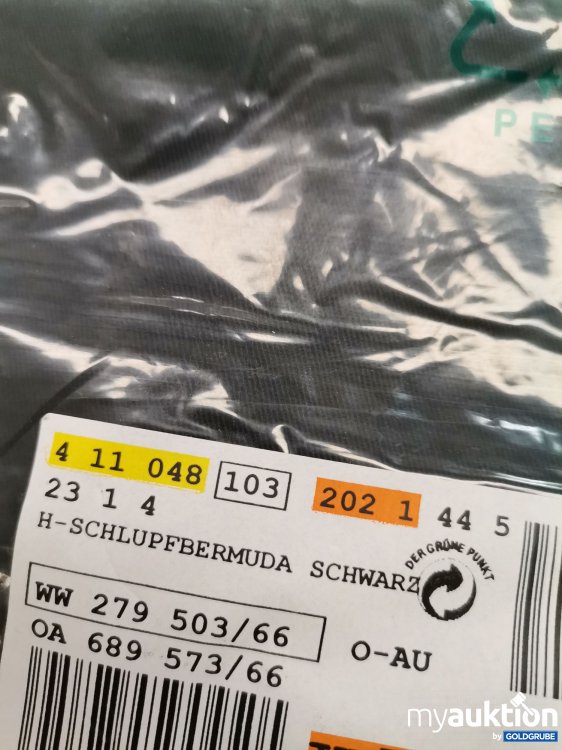 PE
4 11 048 103 202 1 44 5
23 1 4
H-SCHLUPFBERMUDA SCHWARZ
DER GRÜNE PUNKT
WW 279 503/66 O-AU
OA 689 573/66
myauktion
by GOLDGRUBE